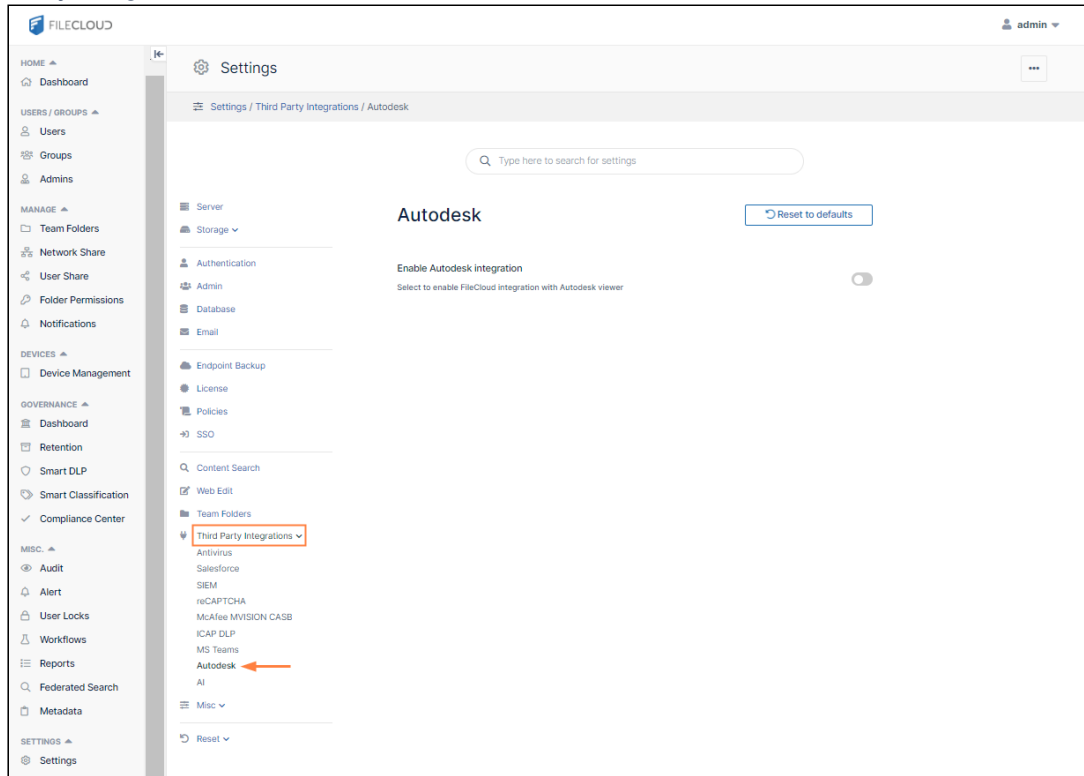 FILECLOUD
admin
HOME
Dashboard
USERS / GROUPS
Users
Groups
Admins
MANAGE
Team Folders
Network Share
User Share
Folder Permissions
Notifications
DEVICES
Device Management
GOVERNANCE
Dashboard
Retention
Smart DLP
Smart Classification
Compliance Center
MISC.
Audit
Alert
User Locks
Workflows
Reports
Federated Search
Metadata
SETTINGS
Settings
Settings
Settings / Third Party Integrations / Autodesk
Type here to search for settings
Server
Storage
Authentication
Admin
Database
Email
Endpoint Backup
License
Policies
SSO
Content Search
Web Edit
Team Folders
Third Party Integrations
Antivirus
Salesforce
SIEM
reCAPTCHA
McAfee MVISION CASB
ICAP DLP
MS Teams
Autodesk
AI
Misc
Reset
Autodesk
Reset to defaults
Enable Autodesk integration
Select to enable FileCloud integration with Autodesk viewer